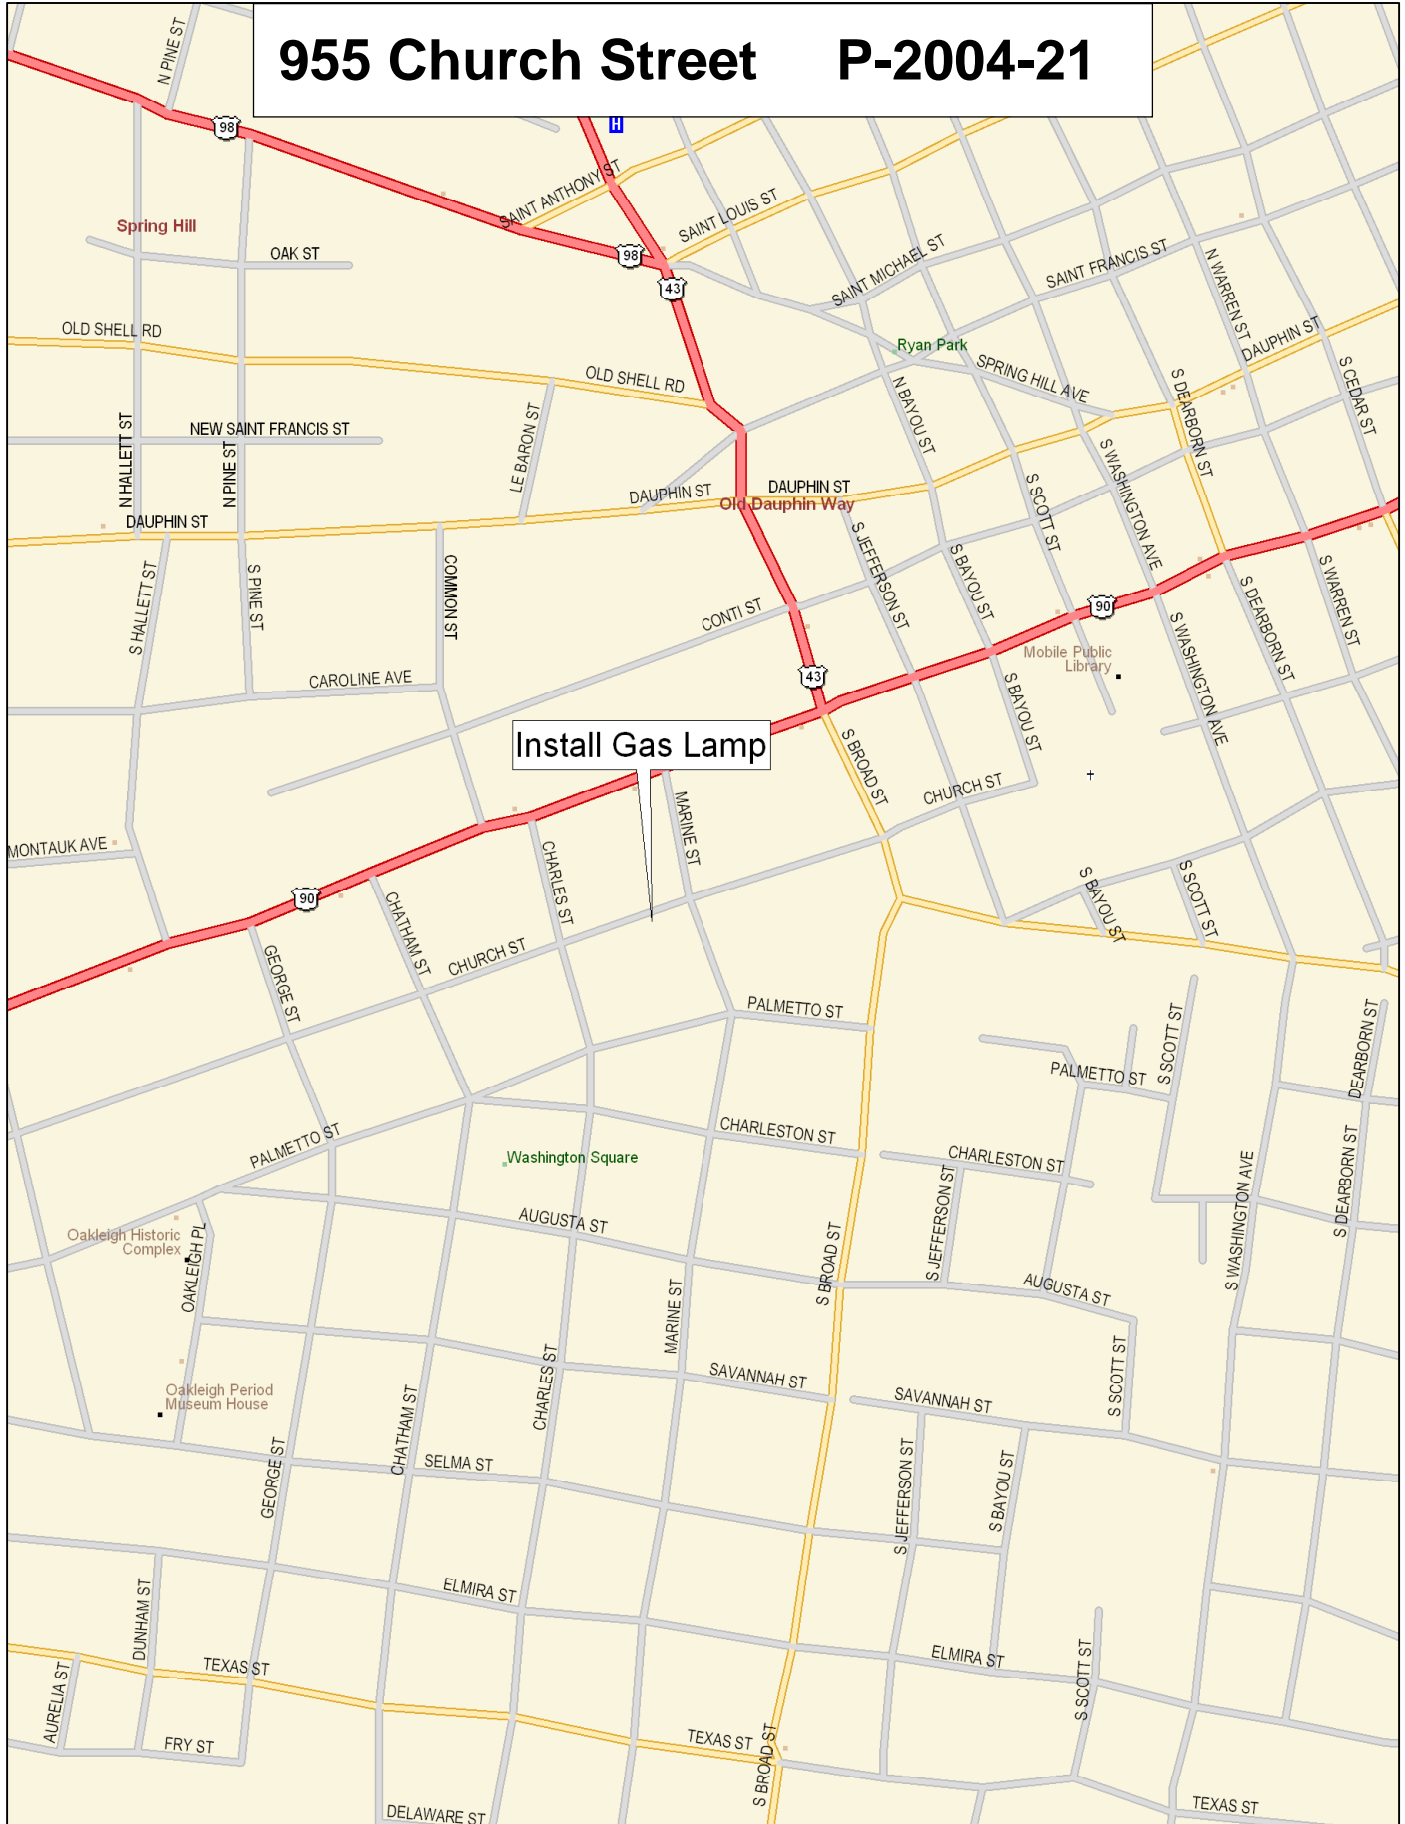 955 Church Street P-2004-21
N PINE ST
98
H
SAINT ANTHONY ST
SAINT LOUIS ST
Spring Hill
OAK ST
98
43
SAINT MICHAEL ST
SAINT FRANCIS ST
N WARREN ST
OLD SHELL RD
Ryan Park
DAUPHIN ST
SPRING HILL AVE
OLD SHELL RD
S CEDAR ST
N BAYOU ST
S DEARBORN ST
LE BARON ST
N HALLETT ST
NEW SAINT FRANCIS ST
N PINE ST
S WASHINGTON AVE
DAUPHIN ST
DAUPHIN ST
Old Dauphin Way
S SCOTT ST
DAUPHIN ST
S JEFFERSON ST
S HALLETT ST
S PINE ST
COMMON ST
S BAYOU ST
S WARREN ST
S DEARBORN ST
CONTI ST
90
S WASHINGTON AVE
Mobile Public
Library
43
CAROLINE AVE
S BAYOU ST
Install Gas Lamp
S BROAD ST
CHURCH ST
MARINE ST
MONTAUK AVE
CHARLES ST
90
CHATHAM ST
S BAYOU ST
S SCOTT ST
CHURCH ST
GEORGE ST
PALMETTO ST
S SCOTT ST
DEARBORN ST
PALMETTO ST
CHARLESTON ST
PALMETTO ST
Washington Square
CHARLESTON ST
S JEFFERSON ST
S WASHINGTON AVE
S DEARBORN ST
AUGUSTA ST
Oakleigh Historic
Complex
OAKLEIGH PL
S BROAD ST
AUGUSTA ST
MARINE ST
S SCOTT ST
CHARLES ST
SAVANNAH ST
SAVANNAH ST
Oakleigh Period
Museum House
CHATHAM ST
SELMA ST
GEORGE ST
S JEFFERSON ST
S BAYOU ST
ELMIRA ST
DUNHAM ST
ELMIRA ST
S SCOTT ST
TEXAS ST
AURELIA ST
FRY ST
TEXAS ST
S BROAD ST
DELAWARE ST
TEXAS ST